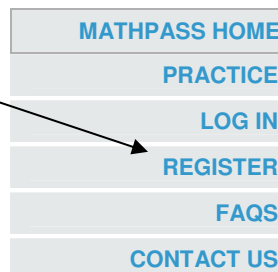 MATHPASS HOME
PRACTICE
LOG IN
REGISTER
FAQS
CONTACT US